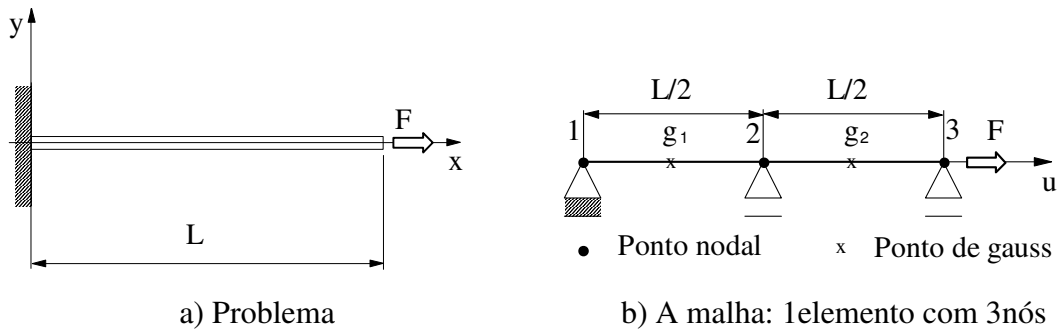 y
F
x
L
a) Problema
L/2 L/2
1 g₁ 2 g₂ 3 F
u
● Ponto nodal x Ponto de gauss
b) A malha: 1elemento com 3nós